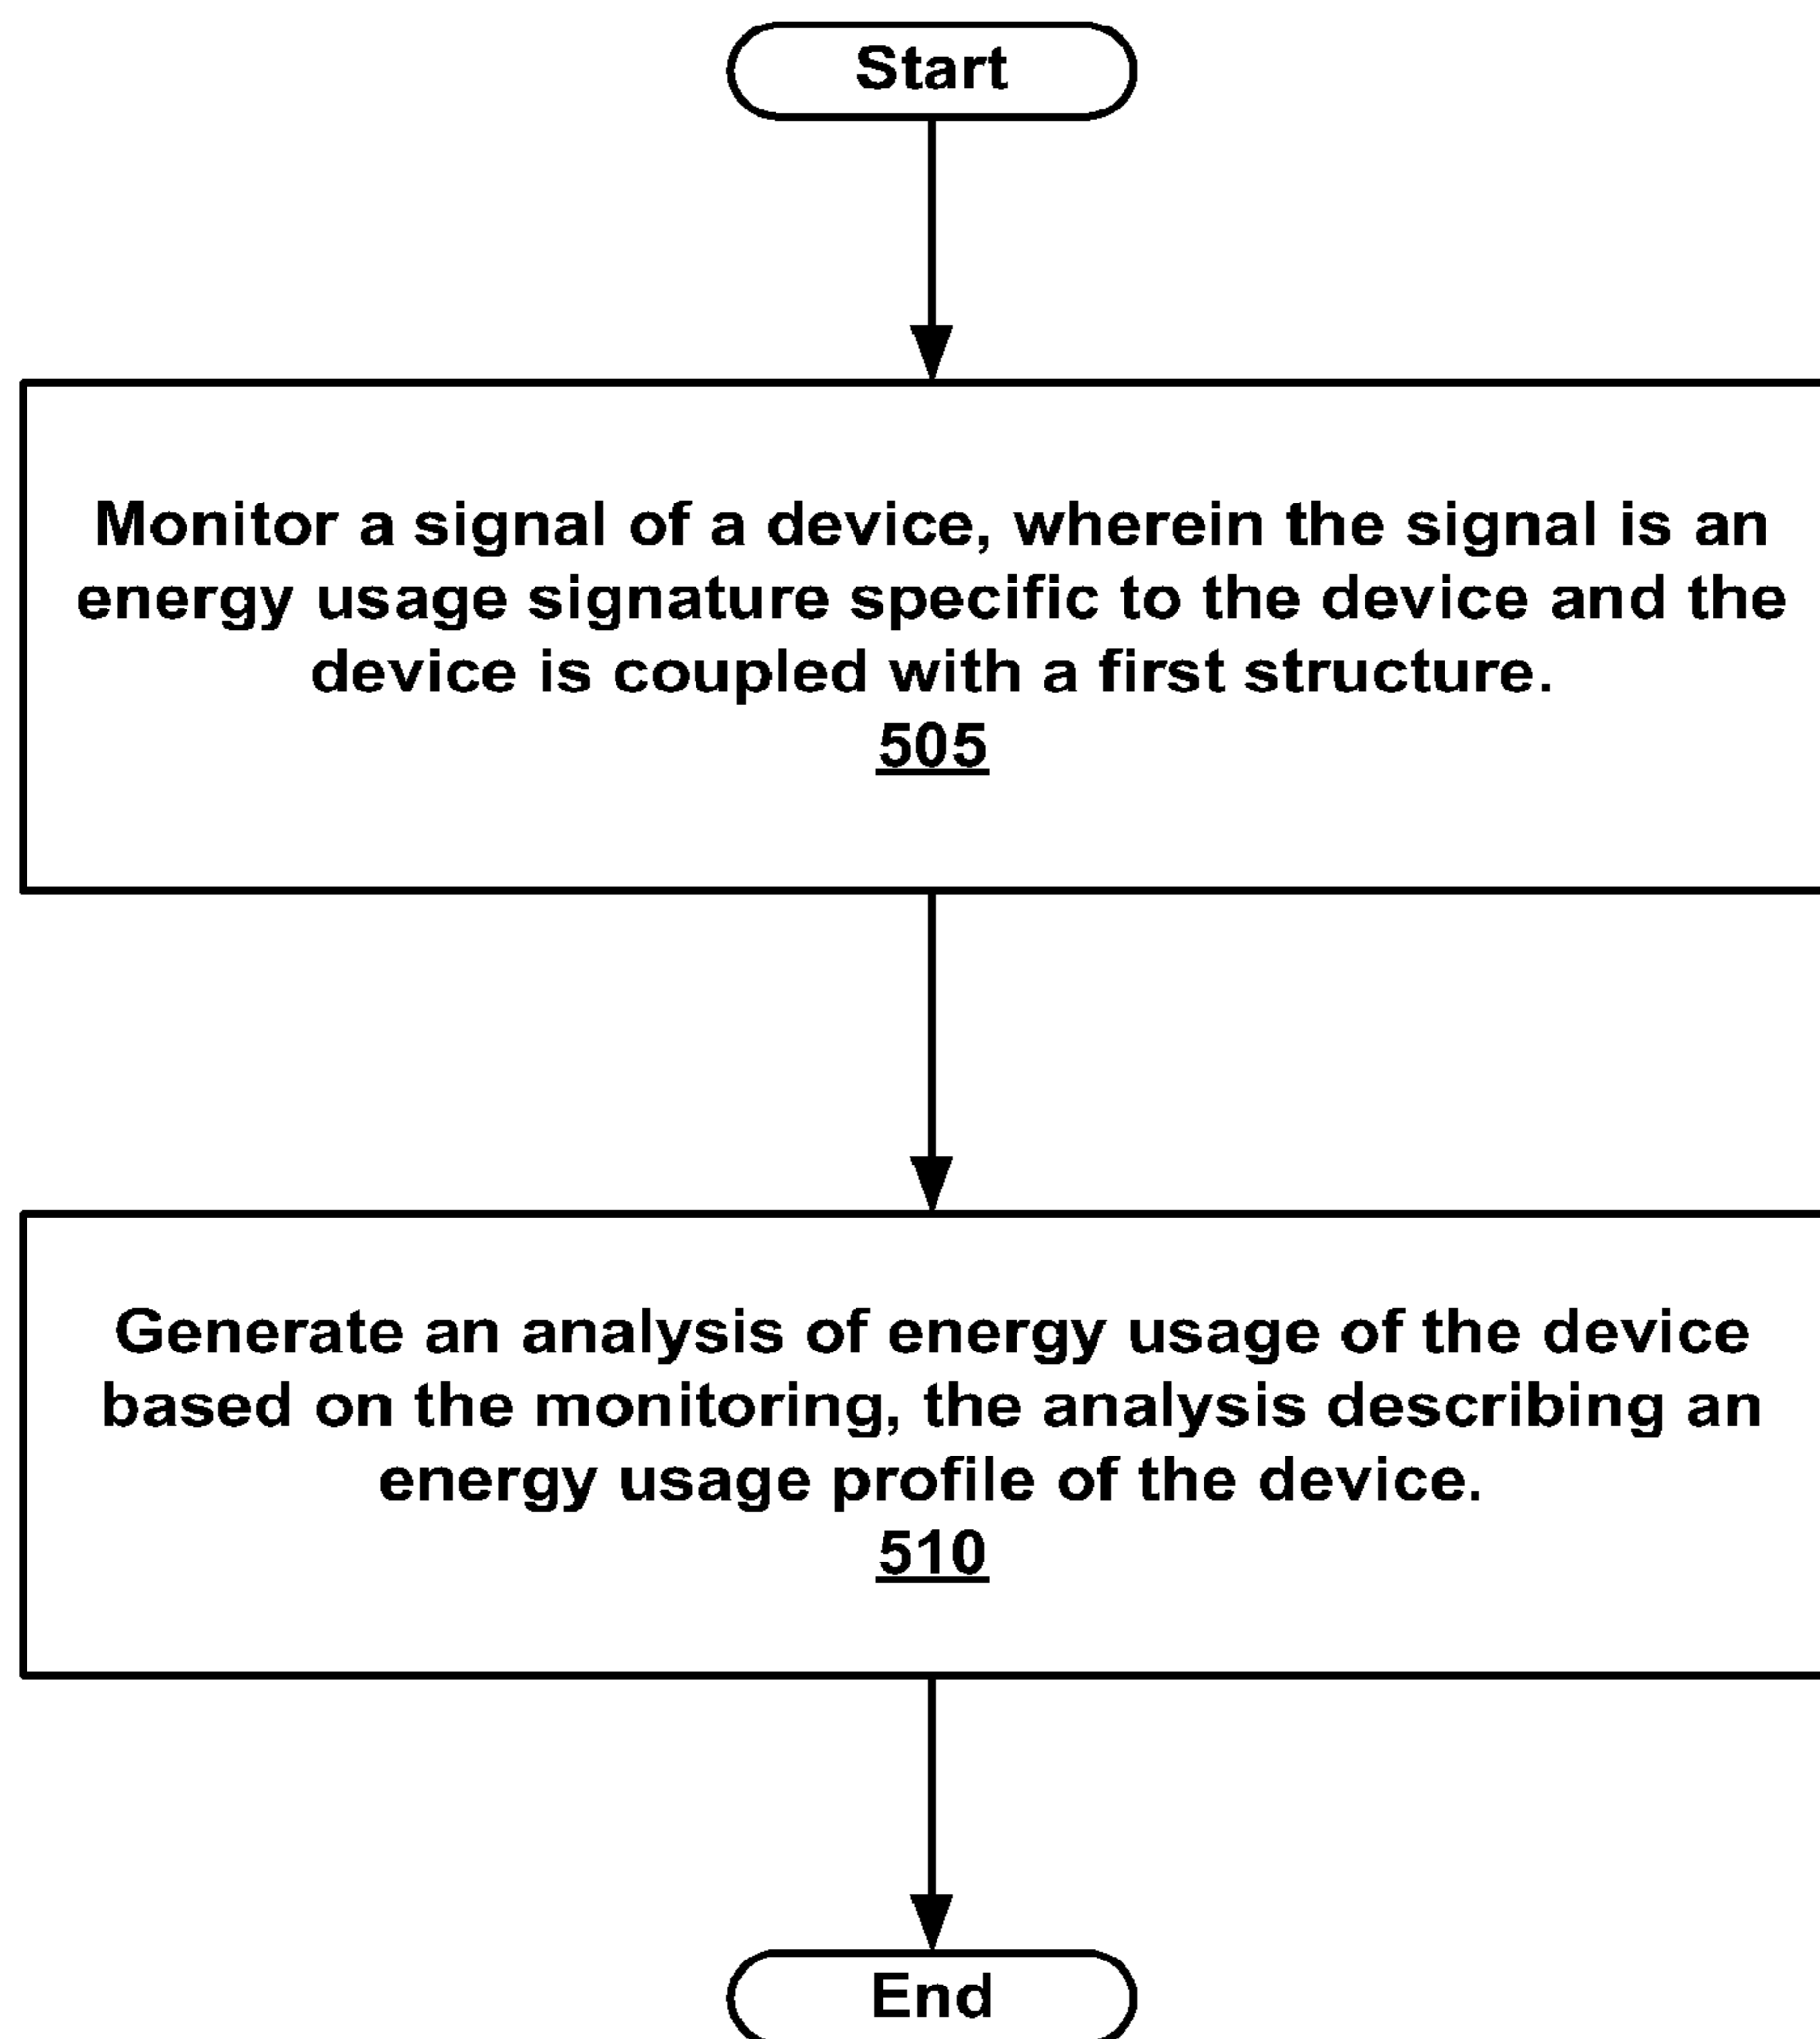 Start
Monitor a signal of a device, wherein the signal is an
energy usage signature specific to the device and the
device is coupled with a first structure.
505
Generate an analysis of energy usage of the device
based on the monitoring, the analysis describing an
energy usage profile of the device.
510
End